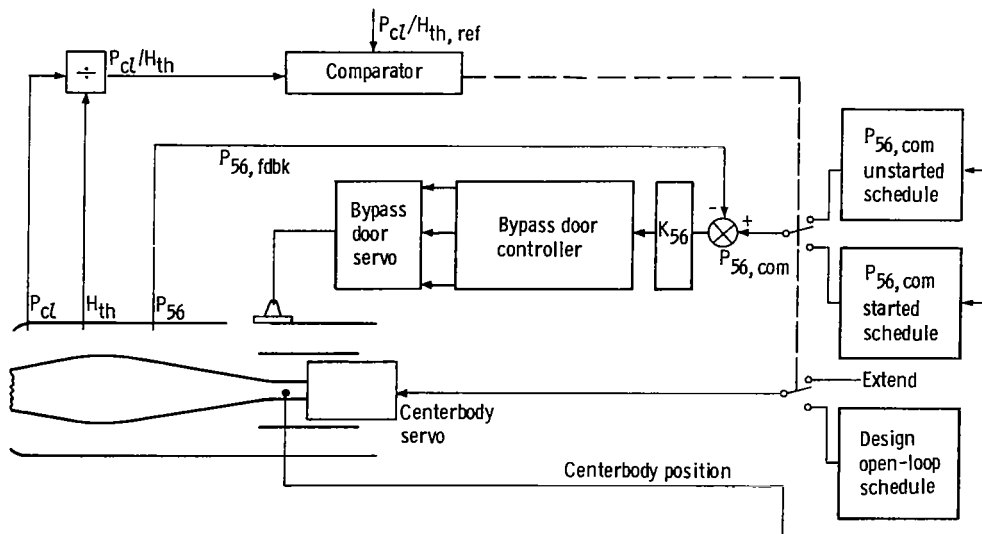 P_cl/H_th, ref
P_cl/H_th
÷
Comparator
P_56, fdbk
P_56, com
unstarted
schedule
Bypass
door
servo
Bypass door
controller
K_56
-
+
P_56, com
P_56, com
started
schedule
P_cl
H_th
P_56
Extend
Centerbody
servo
Design
open-loop
schedule
Centerbody position